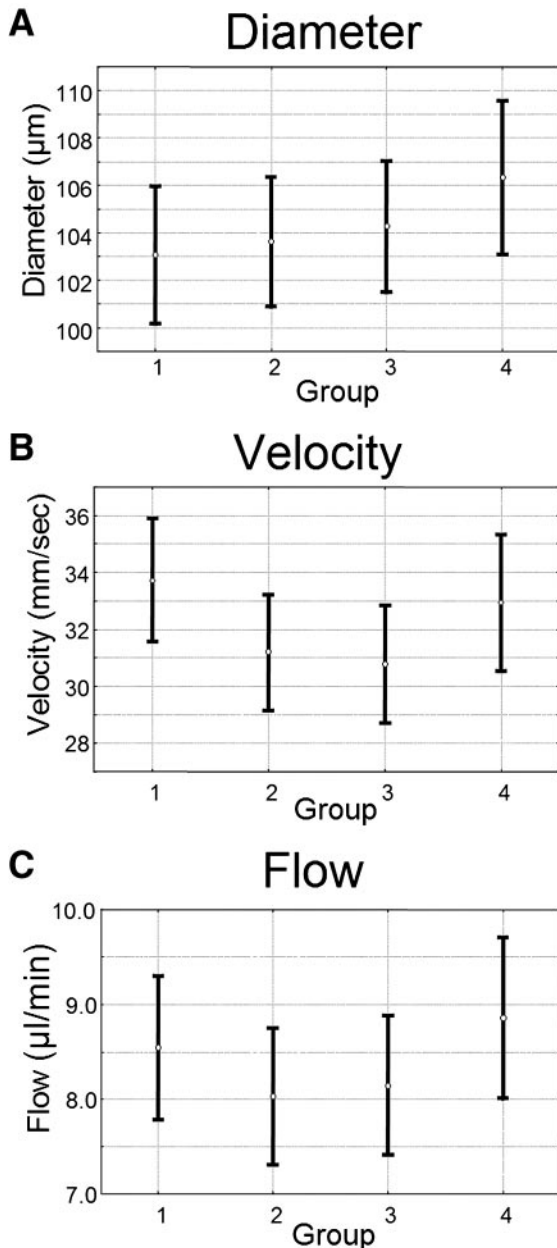 A
Diameter
Diameter (µm)
110
108
106
104
102
100
1 2 3 4
Group
B
Velocity
Velocity (mm/sec)
36
34
32
30
28
1 2 3 4
Group
C
Flow
Flow (µl/min)
10.0
9.0
8.0
7.0
1 2 3 4
Group